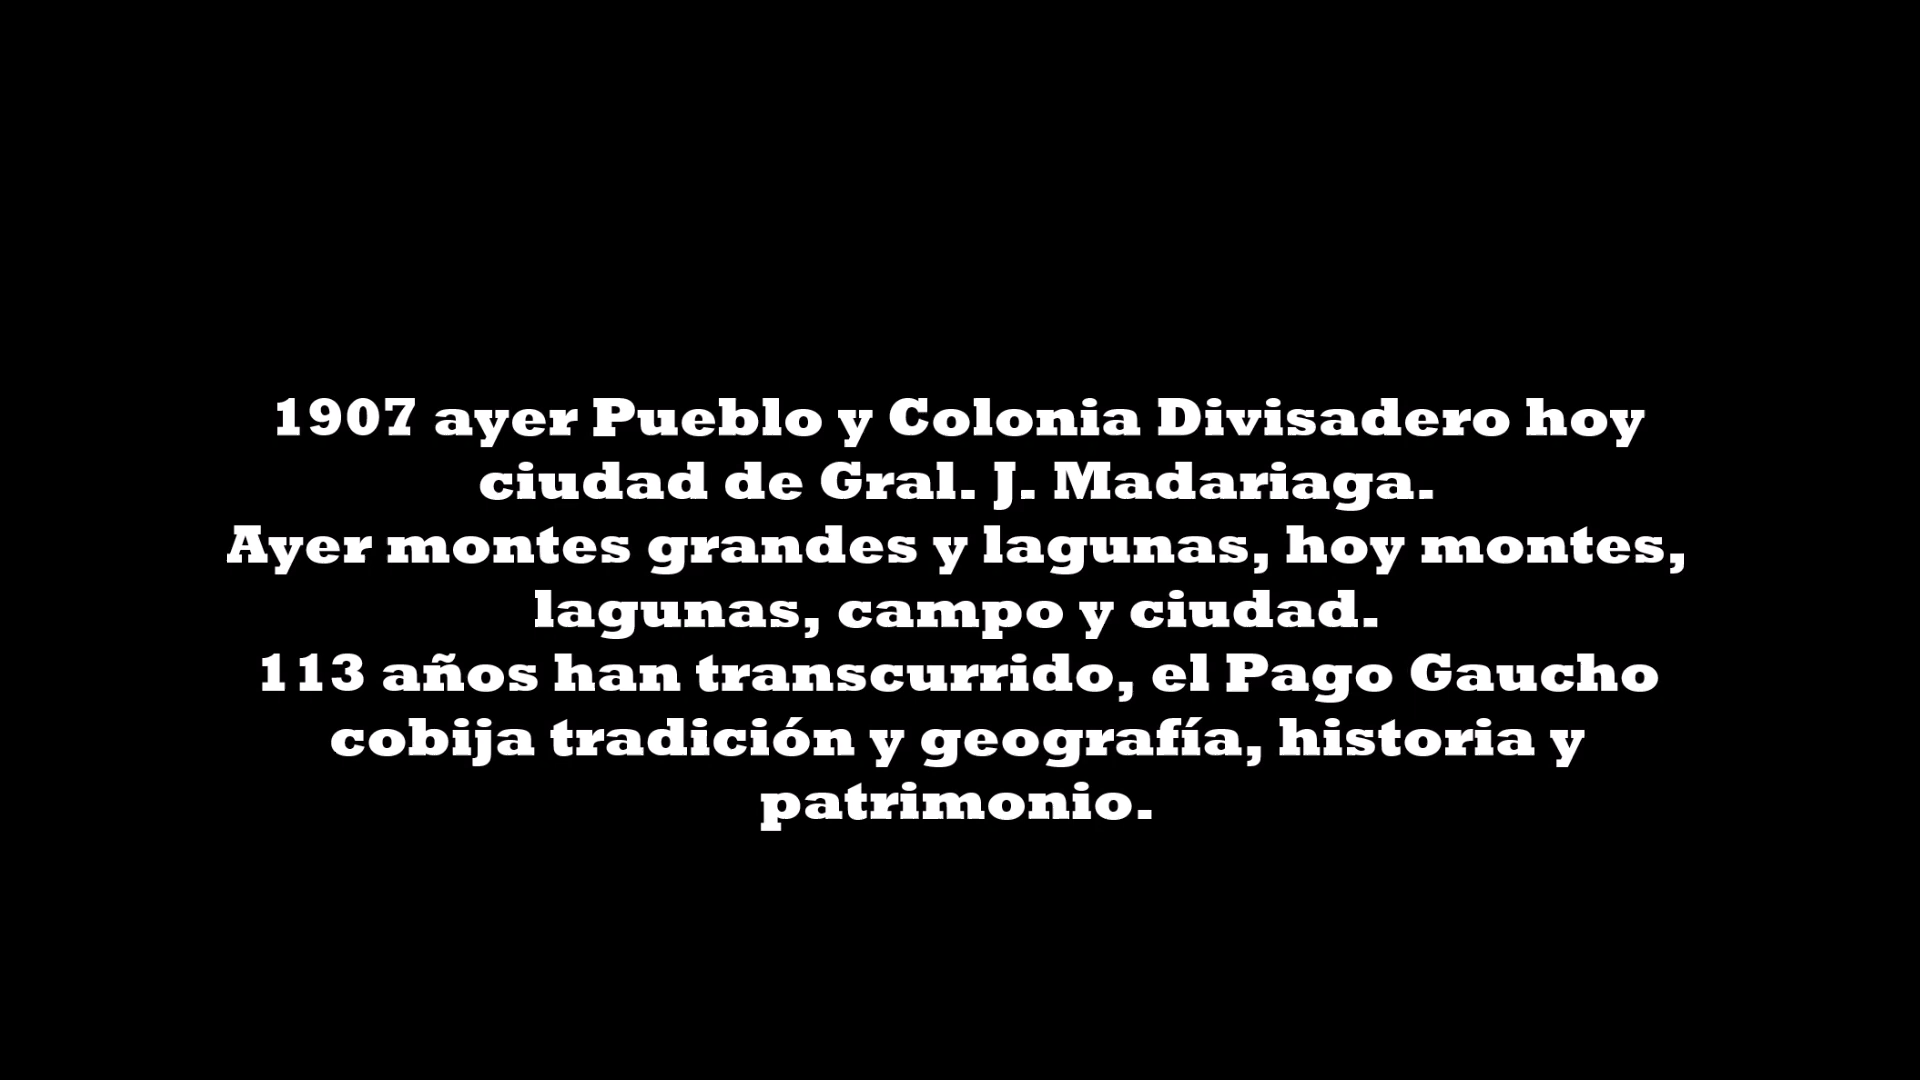 1907 ayer Pueblo y Colonia Divisadero hoy
ciudad de Gral. J. Madariaga.
Ayer montes grandes y lagunas, hoy montes,
lagunas, campo y ciudad.
113 años han transcurrido, el Pago Gaucho
cobija tradición y geografía, historia y
patrimonio.